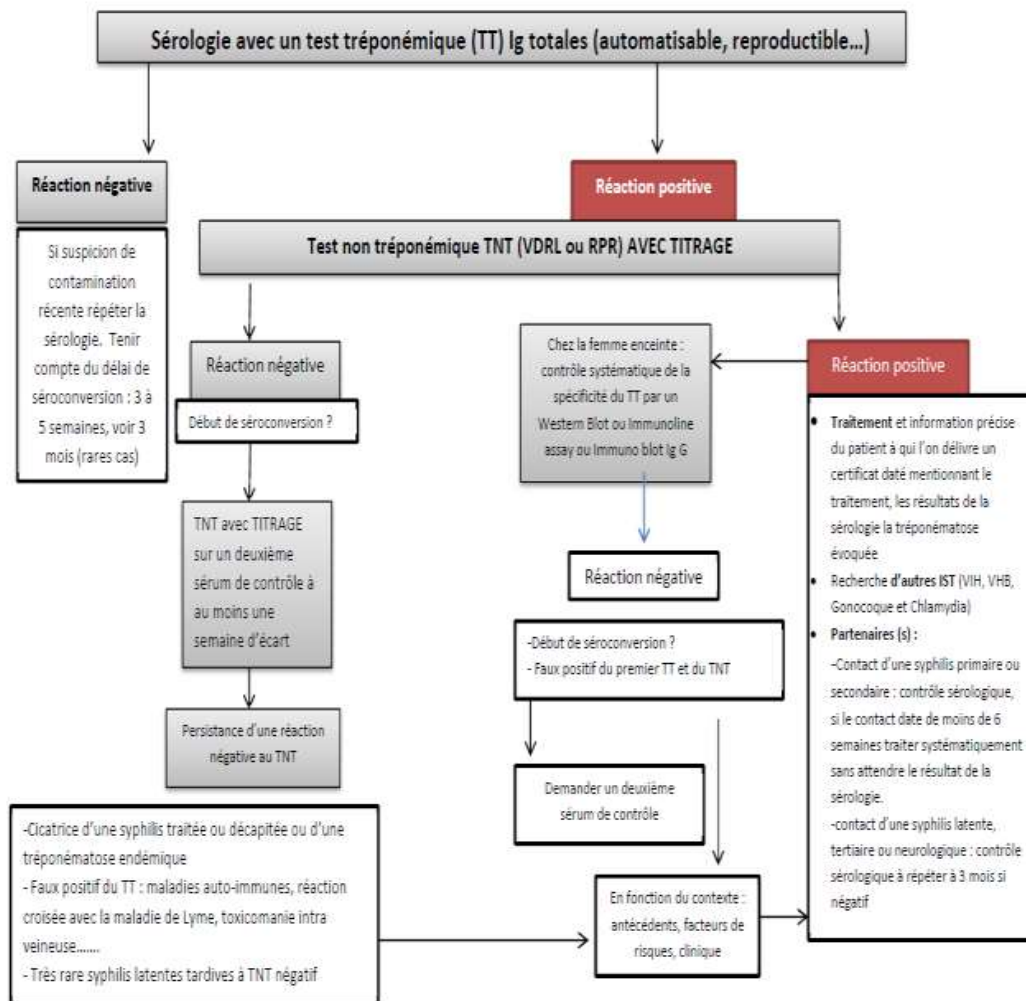 Sérologie avec un test tréponémique (TT) Ig totales (automatisable, reproductible...)
Réaction négative
Si suspicion de
contamination
récente répéter la
sérologie. Tenir
compte du délai de
séroconversion : 3 à
5 semaines, voir 3
mois (rares cas)
Réaction positive
Test non tréponémique TNT (VDRL ou RPR) AVEC TITRAGE
Réaction négative
Début de séroconversion ?
TNT avec TITRAGE
sur un deuxième
sérum de contrôle à
au moins une
semaine d'écart
Persistance d'une réaction
négative au TNT
-Cicatrice d'une syphilis traitée ou décapitée ou d'une
tréponématose endémique
- Faux positif du TT : maladies auto-immunes, réaction
croisée avec la maladie de Lyme, toxicomanie intra
veineuse.......
- Très rare syphilis latentes tardives à TNT négatif
Chez la femme enceinte :
contrôle systématique de la
spécificité du TT par un
Western Blot ou Immunoline
assay ou Immuno blot Ig G
Réaction négative
-Début de séroconversion ?
- Faux positif du premier TT et du TNT
Demander un deuxième
sérum de contrôle
En fonction du contexte :
antécédents, facteurs de
risques, clinique
Réaction positive
• Traitement et information précise
du patient à qui l'on délivre un
certificat daté mentionnant le
traitement, les résultats de la
sérologie la tréponématose
évoquée
• Recherche d'autres IST (VIH, VHB,
Gonocoque et Chlamydia)
• Partenaires (s) :
-Contact d'une syphilis primaire ou
secondaire : contrôle sérologique,
si le contact date de moins de 6
semaines traiter systématiquement
sans attendre le résultat de la
sérologie.
-contact d'une syphilis latente,
tertiaire ou neurologique : contrôle
sérologique à répéter à 3 mois si
négatif